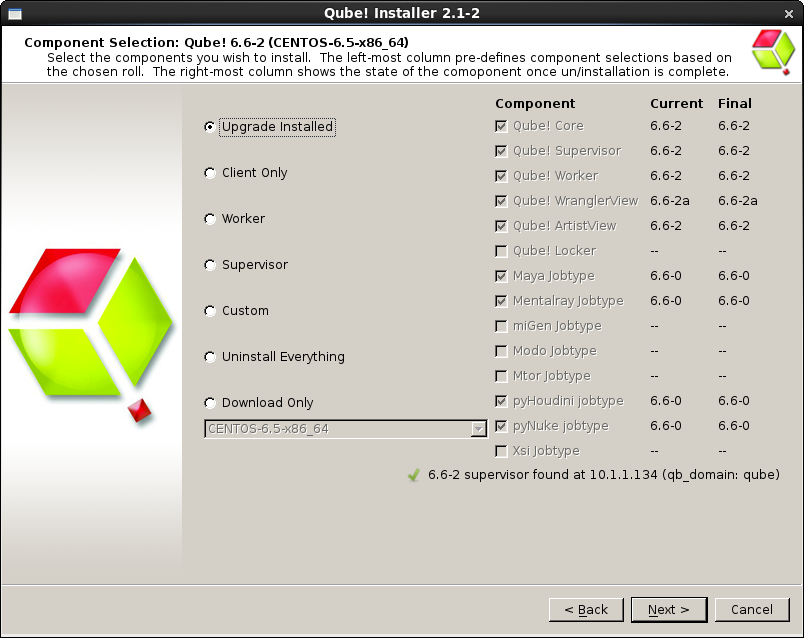 Qube! Installer 2.1-2
Component Selection: Qube! 6.6-2 (CENTOS-6.5-x86_64)
Select the components you wish to install. The left-most column pre-defines component selections based on
the chosen roll. The right-most column shows the state of the comoponent once un/installation is complete.
Upgrade Installed
Client Only
Worker
Supervisor
Custom
Uninstall Everything
Download Only
CENTOS-6.5-x86_64
Component Current Final
Qube! Core 6.6-2 6.6-2
Qube! Supervisor 6.6-2 6.6-2
Qube! Worker 6.6-2 6.6-2
Qube! WranglerView 6.6-2a 6.6-2a
Qube! ArtistView 6.6-2 6.6-2
Qube! Locker -- --
Maya Jobtype 6.6-0 6.6-0
Mentalray Jobtype 6.6-0 6.6-0
miGen Jobtype -- --
Modo Jobtype -- --
Mtor Jobtype -- --
pyHoudini jobtype 6.6-0 6.6-0
pyNuke jobtype 6.6-0 6.6-0
Xsi Jobtype -- --
6.6-2 supervisor found at 10.1.1.134 (qb_domain: qube)
< Back Next > Cancel